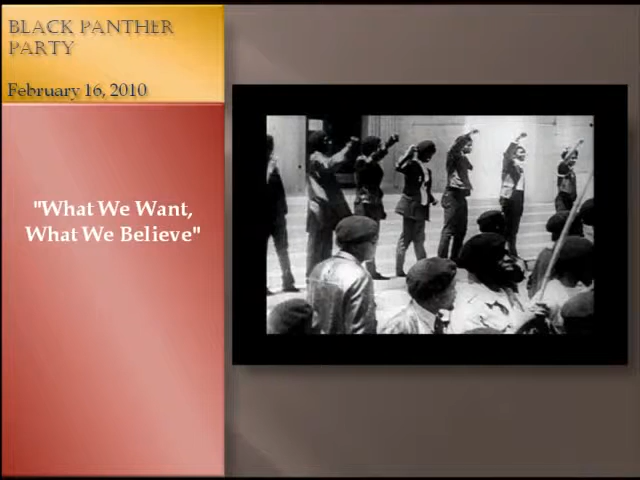 BLACK PANTHER
PARTY
February 16, 2010
"What We Want,
What We Believe"